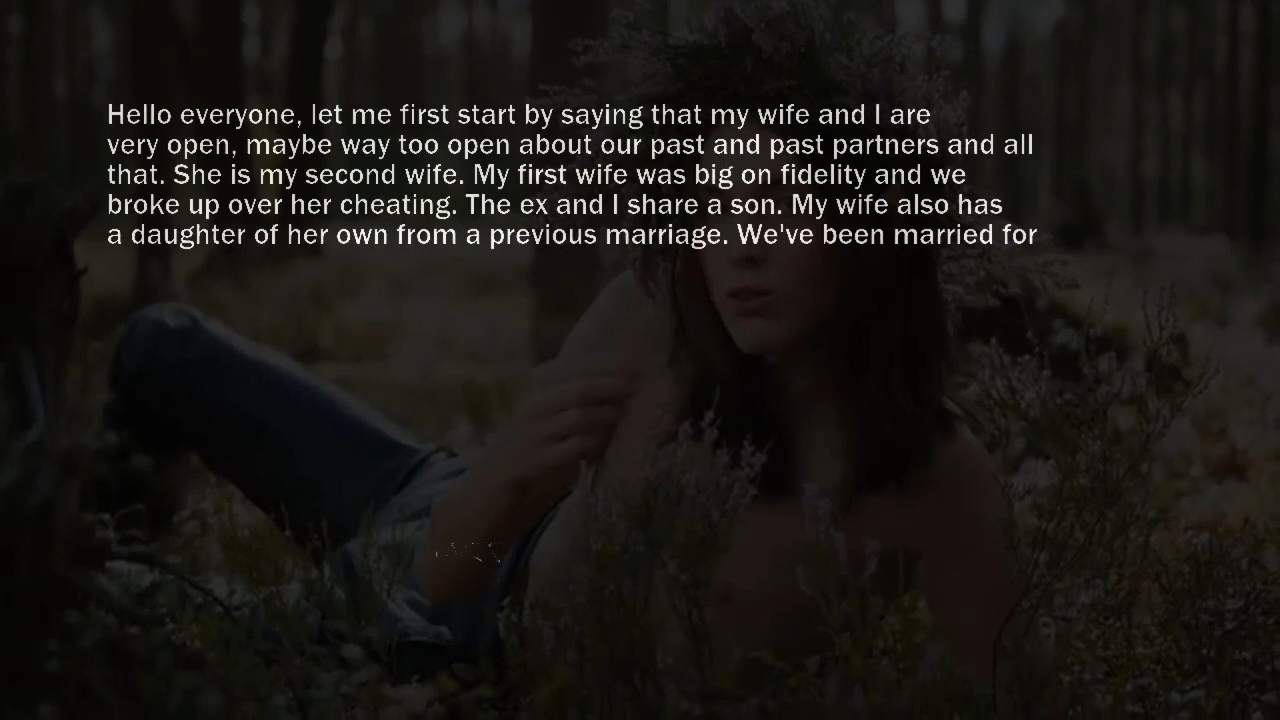 Hello everyone, let me first start by saying that my wife and I are
very open, maybe way too open about our past and past partners and all
that. She is my second wife. My first wife was big on fidelity and we
broke up over her cheating. The ex and I share a son. My wife also has
a daughter of her own from a previous marriage. We've been married for